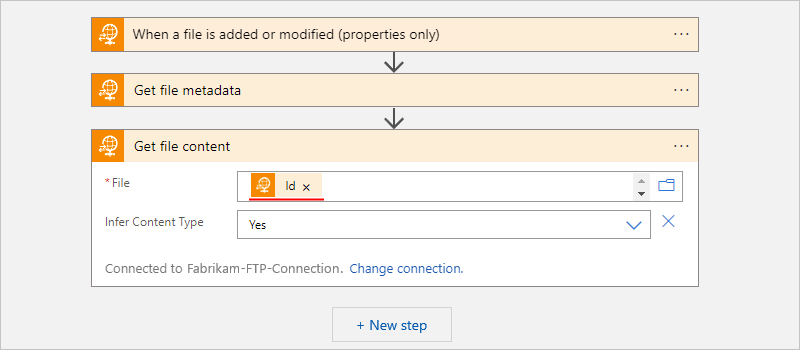 When a file is added or modified (properties only)
Get file metadata
Get file content
* File
Id ×
Infer Content Type
Yes
Connected to Fabrikam-FTP-Connection. Change connection.
+ New step